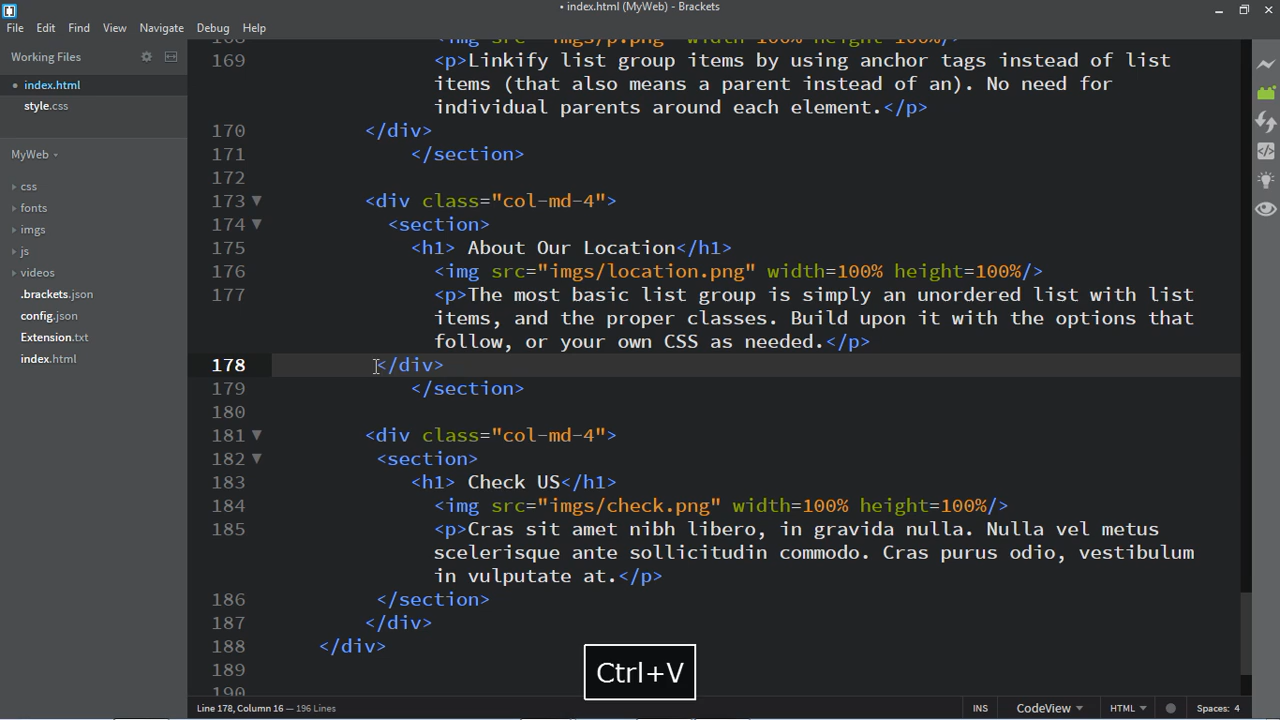 • index.html (MyWeb) - Brackets
File Edit Find View Navigate Debug Help
Working Files
• index.html
style.css
MyWeb
css
fonts
imgs
js
videos
.brackets.json
config.json
Extension.txt
index.html
168 <img src="imgs/p.png" width=100% height=100%/>
169 <p>Linkify list group items by using anchor tags instead of list
items (that also means a parent instead of an). No need for
individual parents around each element.</p>
170 </div>
171 </section>
172
173 <div class="col-md-4">
174 <section>
175 <h1> About Our Location</h1>
176 <img src="imgs/location.png" width=100% height=100%/>
177 <p>The most basic list group is simply an unordered list with list
items, and the proper classes. Build upon it with the options that
follow, or your own CSS as needed.</p>
178 </div>
179 </section>
180
181 <div class="col-md-4">
182 <section>
183 <h1> Check US</h1>
184 <img src="imgs/check.png" width=100% height=100%/>
185 <p>Cras sit amet nibh libero, in gravida nulla. Nulla vel metus
scelerisque ante sollicitudin commodo. Cras purus odio, vestibulum
in vulputate at.</p>
186 </section>
187 </div>
188 </div>
189
190
Ctrl+V
Line 178, Column 16 — 196 Lines
INS CodeView HTML Spaces: 4